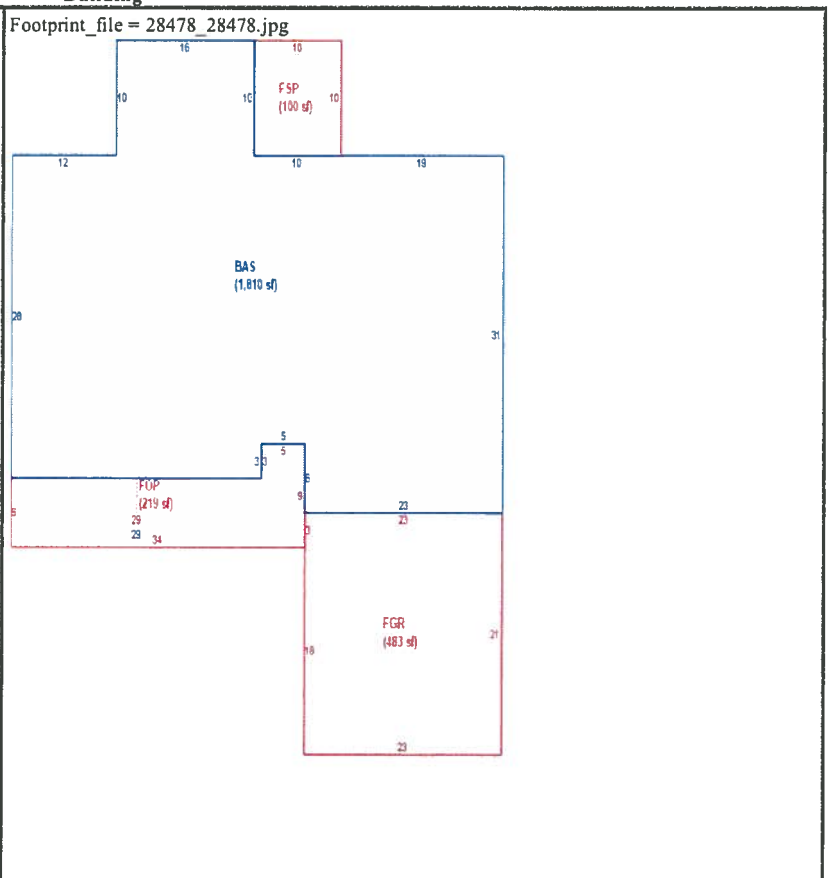 Building
Footprint_file = 28478_28478.jpg
16
10
10
10
FSP
(100 sf)
10
12
10
19
BAS
(1,810 sf)
28
31
5
5
3
3
6
FOP
(219 sf)
9
23
23
6
29
29
34
3
FGR
(483 sf)
21
18
23